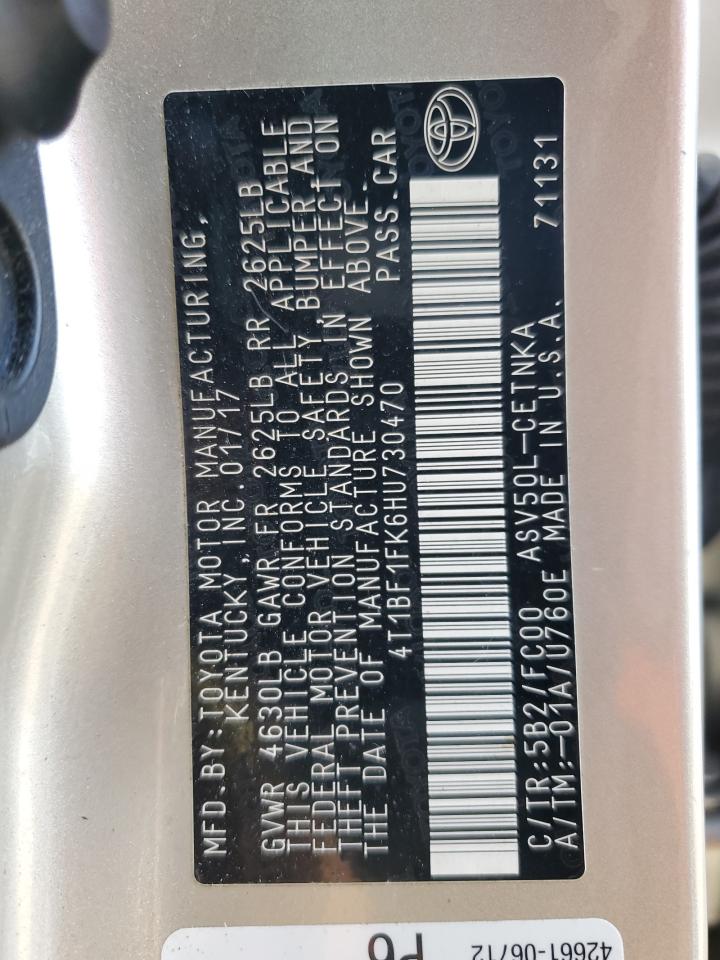 MFD.BY:TOYOTA MOTOR MANUFACTURING,
KENTUCKY, INC. 01/17
GVWR 4630LB GAWR FR 2625LB RR 2625LB
THIS VEHICLE CONFORMS TO ALL APPLICABLE
FEDERAL MOTOR VEHICLE SAFETY, BUMPER, AND
THEFT PREVENTION STANDARDS IN EFFECT ON
THE DATE OF MANUFACTURE SHOWN ABOVE.
4T1BF1FK6HU730470 PASS.CAR
C/TR:5B2/FC00 ASV50L-CETNKA
A/TM:-01A/U760E MADE IN U.S.A. 71131
P6
42661-06712